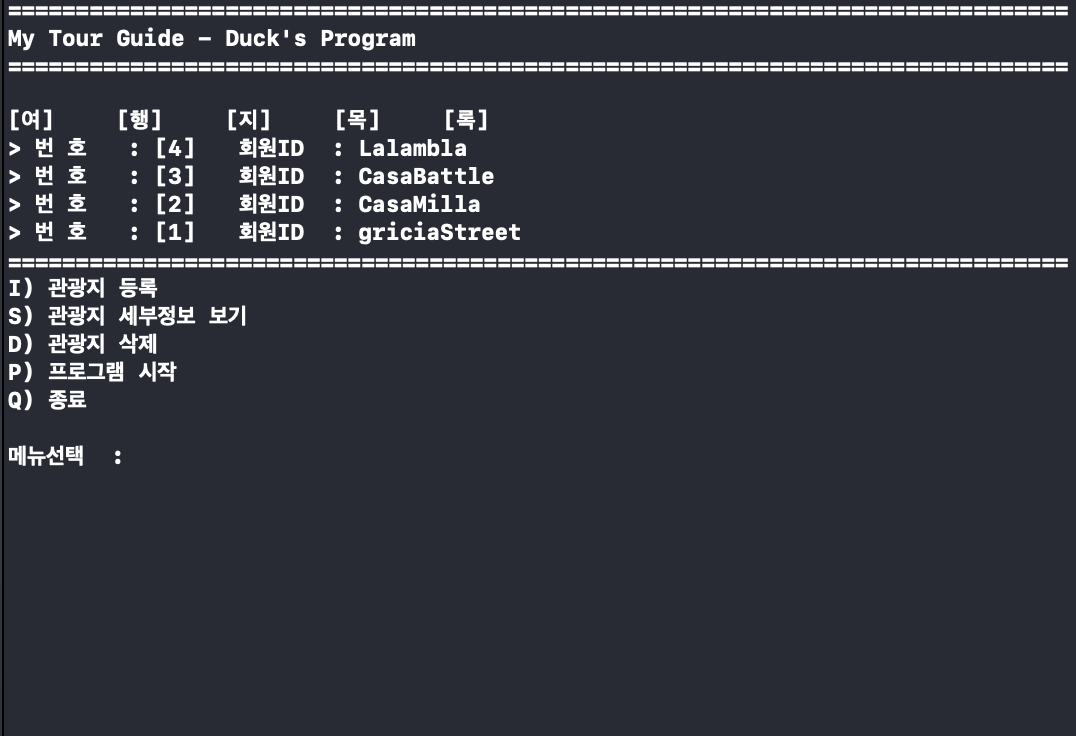 ===============================================================================
My Tour Guide - Duck's Program
===============================================================================
[여] [행] [지] [목] [록]
> 번 호 : [4] 회원ID : Lalambla
> 번 호 : [3] 회원ID : CasaBattle
> 번 호 : [2] 회원ID : CasaMilla
> 번 호 : [1] 회원ID : griciaStreet
===============================================================================
I) 관광지 등록
S) 관광지 세부정보 보기
D) 관광지 삭제
P) 프로그램 시작
Q) 종료
메뉴선택 :